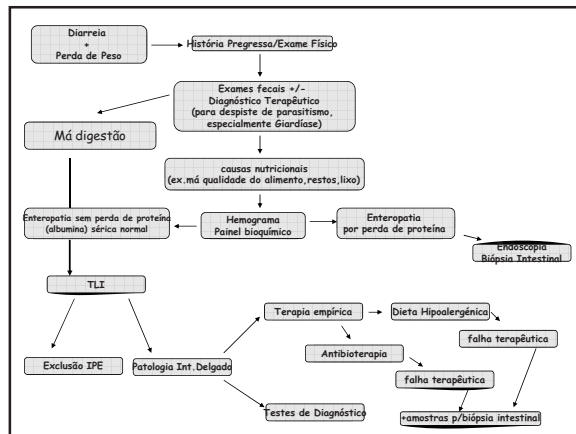 Diarreia
+
Perda de Peso
História Pregressa/Exame Físico
Exames fecais +/-
Diagnóstico Terapêutico
(para despiste de parasitismo,
especialmente Giardíase)
Má digestão
causas nutricionais
(ex.má qualidade do alimento,restos,lixo)
Enteropatia sem perda de proteína
(albumina) sérica normal
Hemograma
Painel bioquímico
Enteropatia
por perda de proteína
Endoscopia
Biópsia Intestinal
TLI
Terapia empírica
Dieta Hipoalergénica
falha terapêutica
Antibioterapia
Exclusão IPE
Patologia Int.Delgado
falha terapêutica
Testes de Diagnóstico
+amostras p/biópsia intestinal